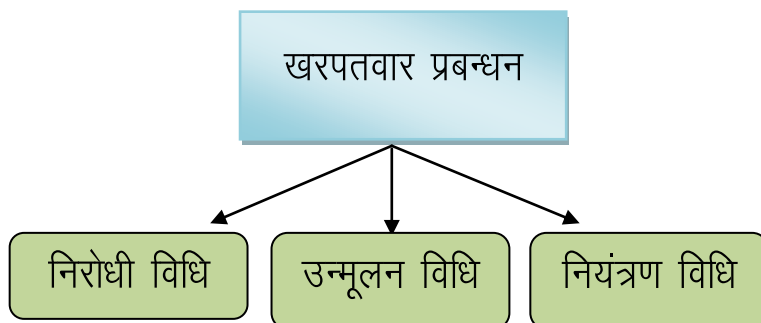 खरपतवार प्रबन्धन
निरोधी विधि
उन्मूलन विधि
नियंत्रण विधि